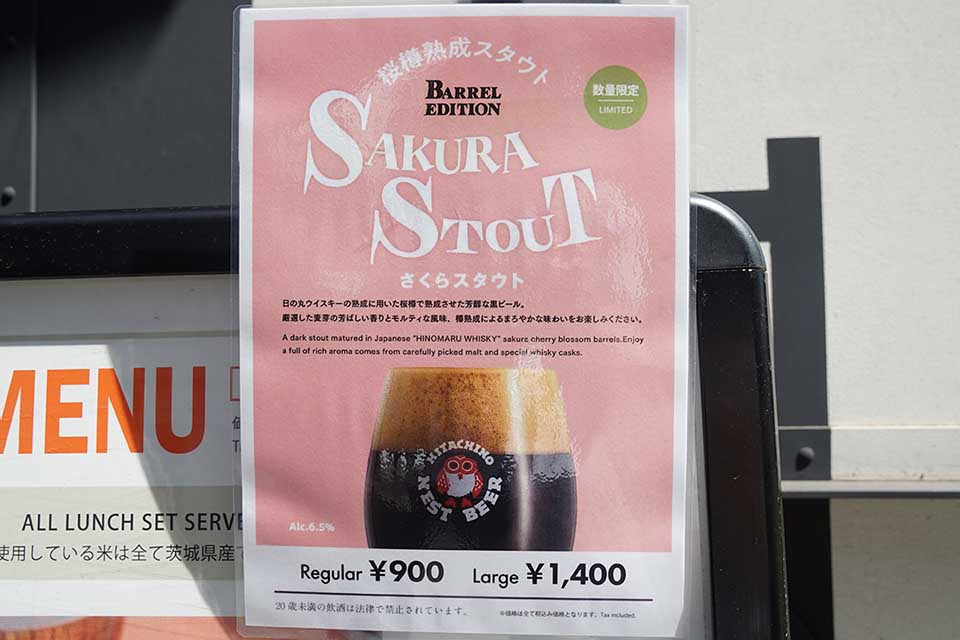 桜樽熟成スタウト
BARREL
EDITION
数量限定
LIMITED
SAKURA
STOUT
さくらスタウト
日の丸ウイスキーの熟成に用いた桜樽で熟成させた芳醇な黒ビール。
厳選した麦芽の芳ばしい香りとモルティな風味、樽熟成によるまろやかな味わいをお楽しみください。
A dark stout matured in Japanese "HINOMARU WHISKY" sakura cherry blossom barrels.Enjoy
a full of rich aroma comes from carefully picked malt and special whisky casks.
HITACHINO
NEST BEER
Alc.6.5%
Regular ¥900 Large ¥1,400
20歳未満の飲酒は法律で禁止されています。
※価格は全て税込み価格となります。Tax included.
MENU
ALL LUNCH SET SERVE
使用している米は全て茨城県産で